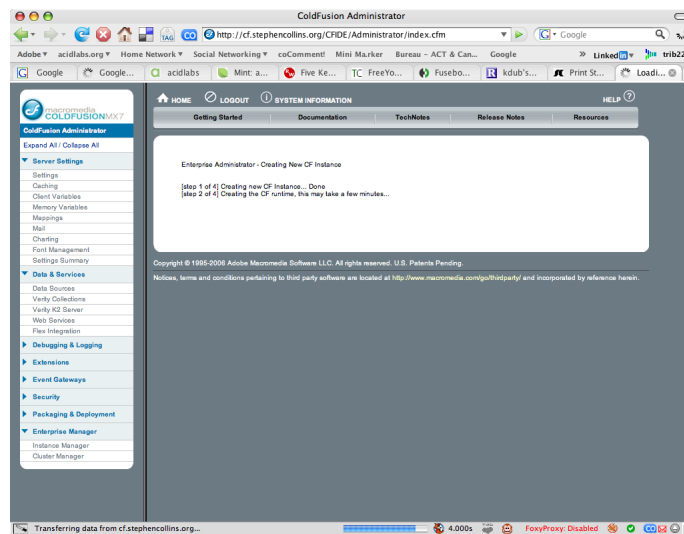 ColdFusion Administrator
http://cf.stephencollins.org/CFIDE/Administrator/index.cfm
Google
TAG
Adobe acidlabs.org Home Network Social Networking coComment! Mini Ma.rker Bureau – ACT & Can... Google » Linked in trib22
Google Google... acidlabs Mint: a... Five Ke... TC FreeYo... Fusebo... kdub's... Print St... Loadi...
macromedia
COLDFUSION MX7
HOME LOGOUT SYSTEM INFORMATION HELP
Getting Started Documentation TechNotes Release Notes Resources
ColdFusion Administrator
Expand All / Collapse All
Server Settings
Settings
Caching
Client Variables
Memory Variables
Mappings
Mail
Charting
Font Management
Settings Summary
Data & Services
Data Sources
Verity Collections
Verity K2 Server
Web Services
Flex Integration
Debugging & Logging
Extensions
Event Gateways
Security
Packaging & Deployment
Enterprise Manager
Instance Manager
Cluster Manager
Enterprise Administrator - Creating New CF Instance
[step 1 of 4] Creating new CF Instance... Done
[step 2 of 4] Creating the CF runtime, this may take a few minutes...
Copyright © 1995-2006 Adobe Macromedia Software LLC. All rights reserved. U.S. Patents Pending.
Notices, terms and conditions pertaining to third party software are located at http://www.macromedia.com/go/thirdparty/ and incorporated by reference herein.
Transferring data from cf.stephencollins.org... 4.000s FoxyProxy: Disabled